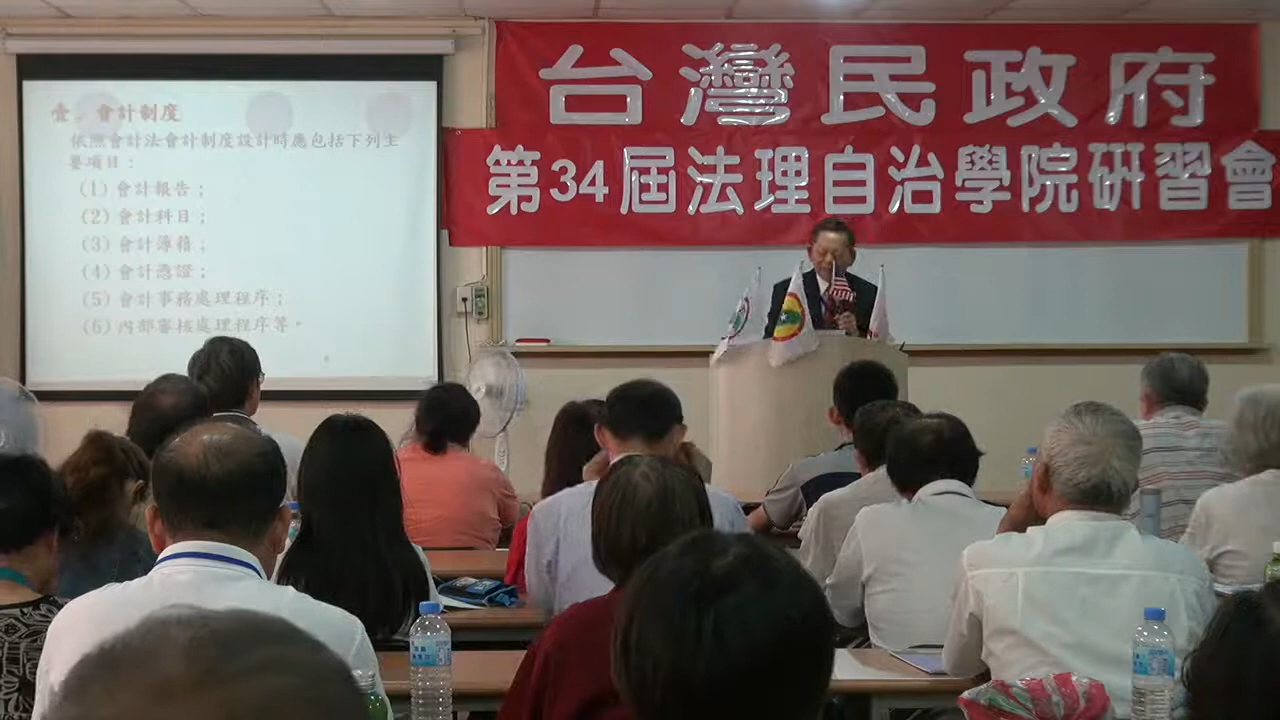 台灣民政府
第34屆法理自治學院研習會
壹、會計制度
依照會計法會計制度設計時應包括下列主
要項目：
(1) 會計報告；
(2) 會計科目；
(3) 會計簿籍；
(4) 會計憑證；
(5) 會計事務處理程序；
(6) 內部審核處理程序等。